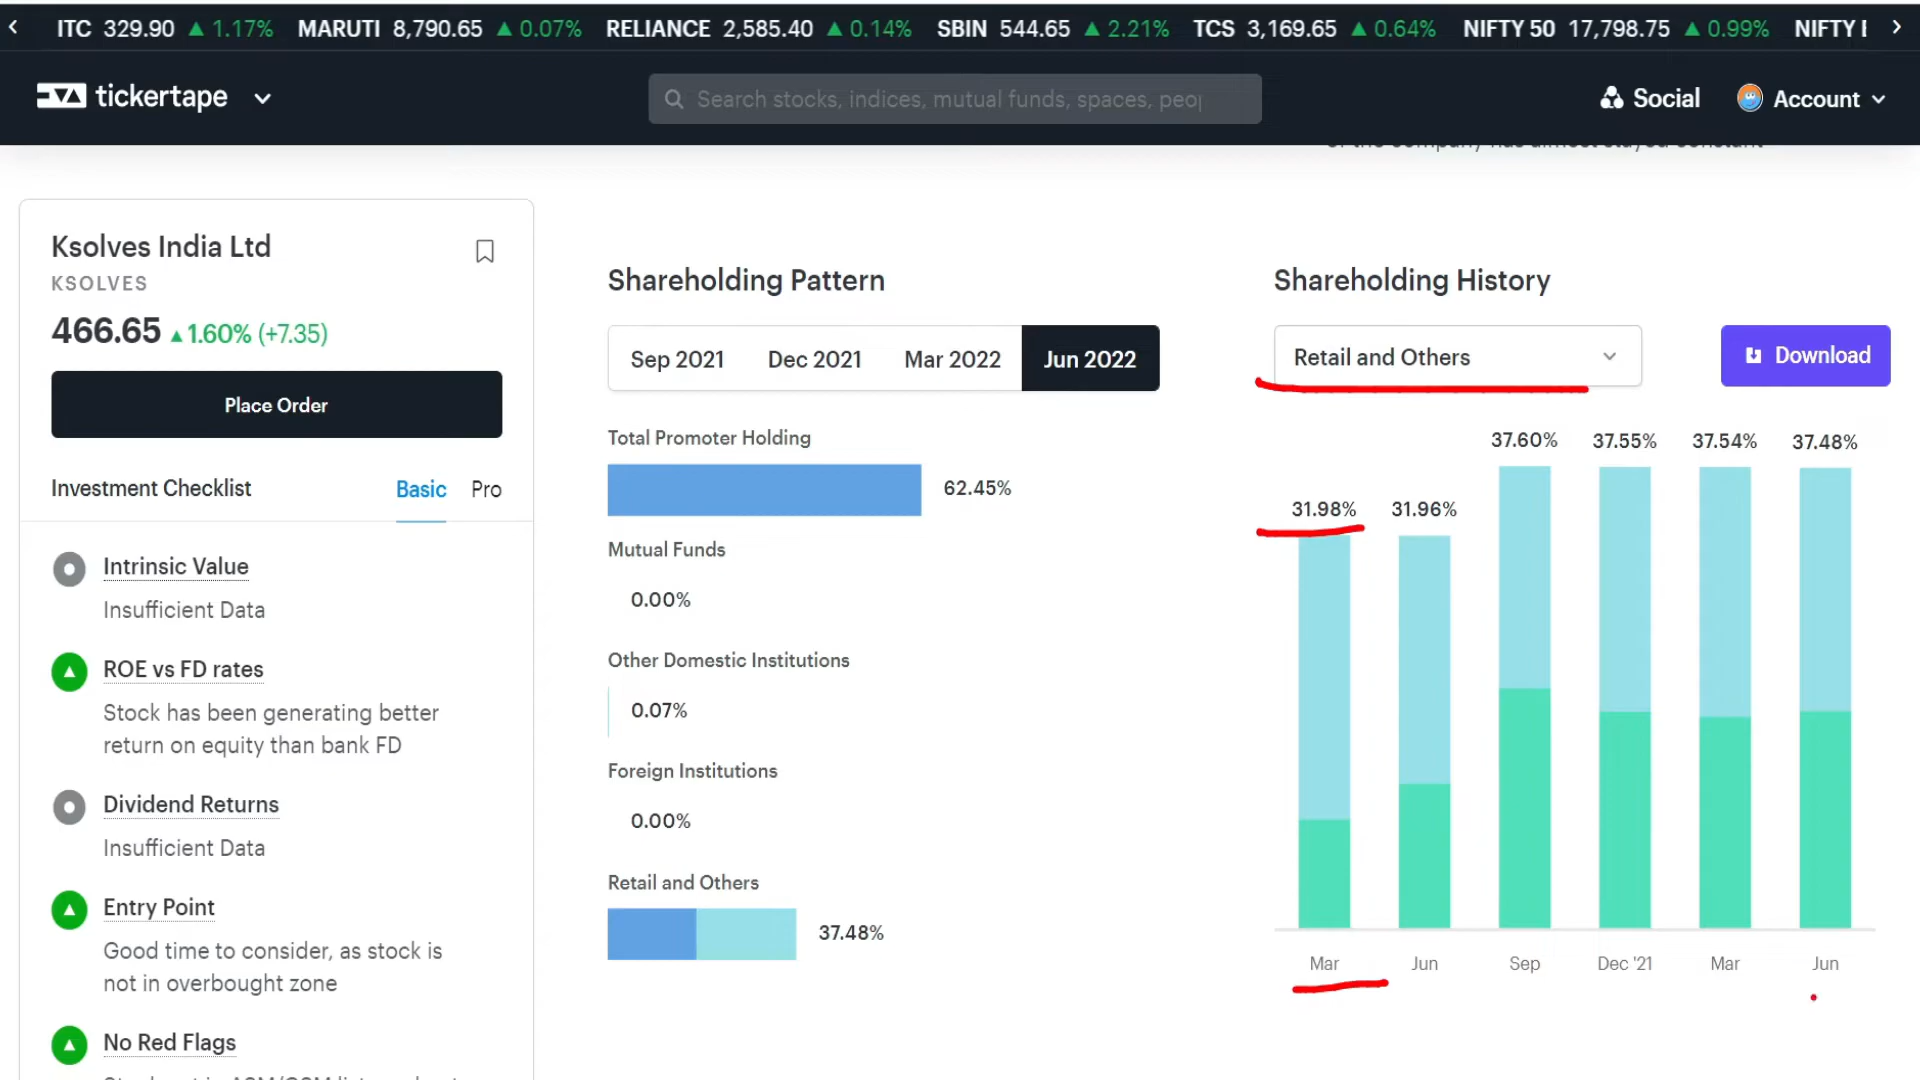 ITC 329.90 ▲ 1.17% MARUTI 8,790.65 ▲ 0.07% RELIANCE 2,585.40 ▲ 0.14% SBIN 544.65 ▲ 2.21% TCS 3,169.65 ▲ 0.64% NIFTY 50 17,798.75 ▲ 0.99% NIFTY
tickertape
Search stocks, indices, mutual funds, spaces,
Social
Account
of the company has almost stayed constant
Ksolves India Ltd
KSOLVES
466.65 ▲ 1.60% (+7.35)
Place Order
Investment Checklist Basic Pro
Intrinsic Value
Insufficient Data
ROE vs FD rates
Stock has been generating better
return on equity than bank FD
Dividend Returns
Insufficient Data
Entry Point
Good time to consider, as stock is
not in overbought zone
No Red Flags
Shareholding Pattern
Sep 2021 Dec 2021 Mar 2022 Jun 2022
Total Promoter Holding
62.45%
Mutual Funds
0.00%
Other Domestic Institutions
0.07%
Foreign Institutions
0.00%
Retail and Others
37.48%
Shareholding History
Retail and Others
Download
31.98% 31.96% 37.60% 37.55% 37.54% 37.48%
Mar Jun Sep Dec '21 Mar Jun